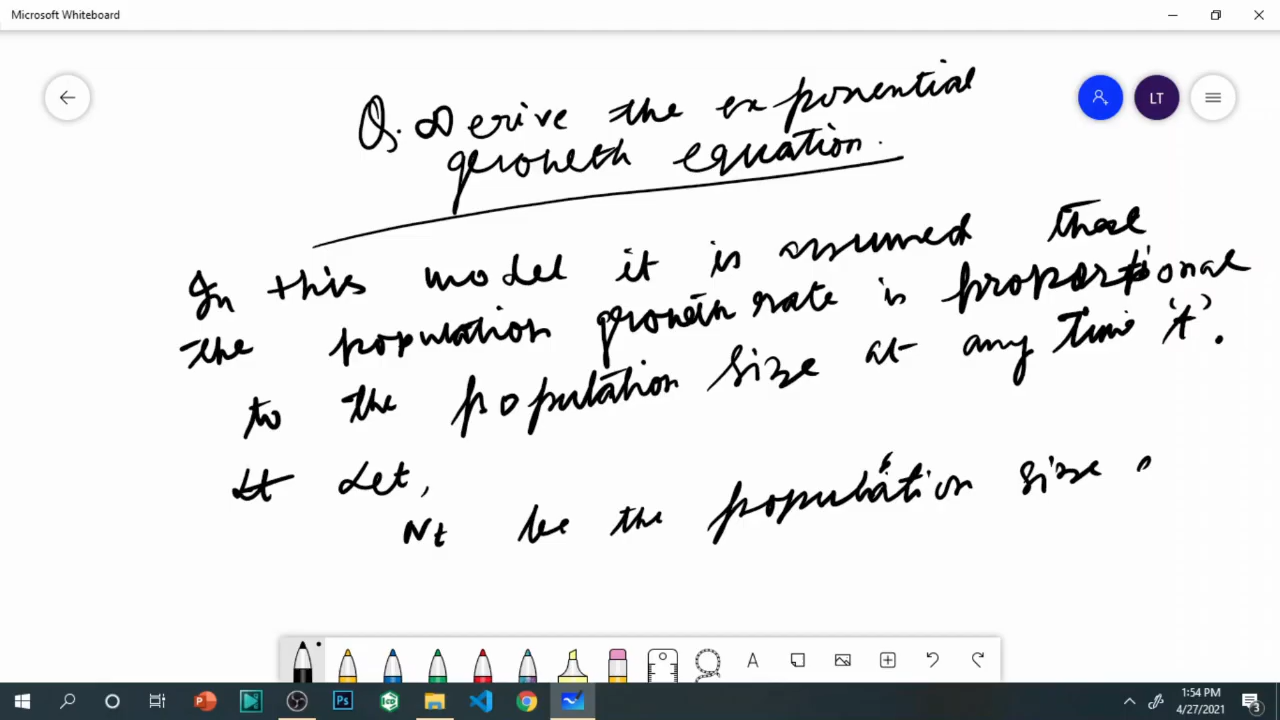 Microsoft Whiteboard
LT
Q. Derive the exponential
growth equation.
In this model it is assumed that
the population growth rate is proportional
to the population size at any time 't'.
Let,
Nt be the population size
A
1:54 PM
4/27/2021
3